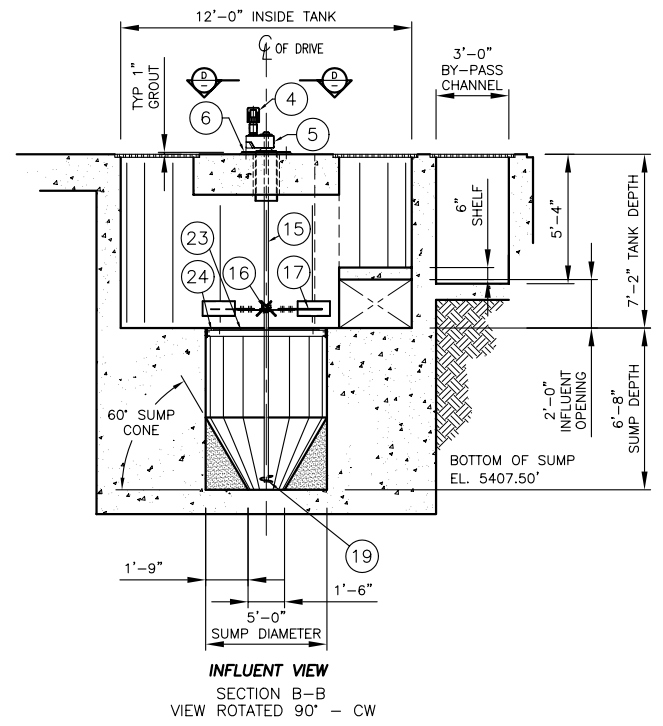 12'-0" INSIDE TANK
℄ OF DRIVE
3'-0"
BY-PASS
CHANNEL
TYP 1"
GROUT
D
–
D
–
4
6
5
6"
SHELF
5'-4"
7'-2" TANK DEPTH
15
23
24
16
17
2'-0"
INFLUENT
OPENING
6'-8"
SUMP DEPTH
60° SUMP
CONE
BOTTOM OF SUMP
EL. 5407.50'
19
1'-9"
1'-6"
5'-0"
SUMP DIAMETER
INFLUENT VIEW
SECTION B-B
VIEW ROTATED 90° - CW